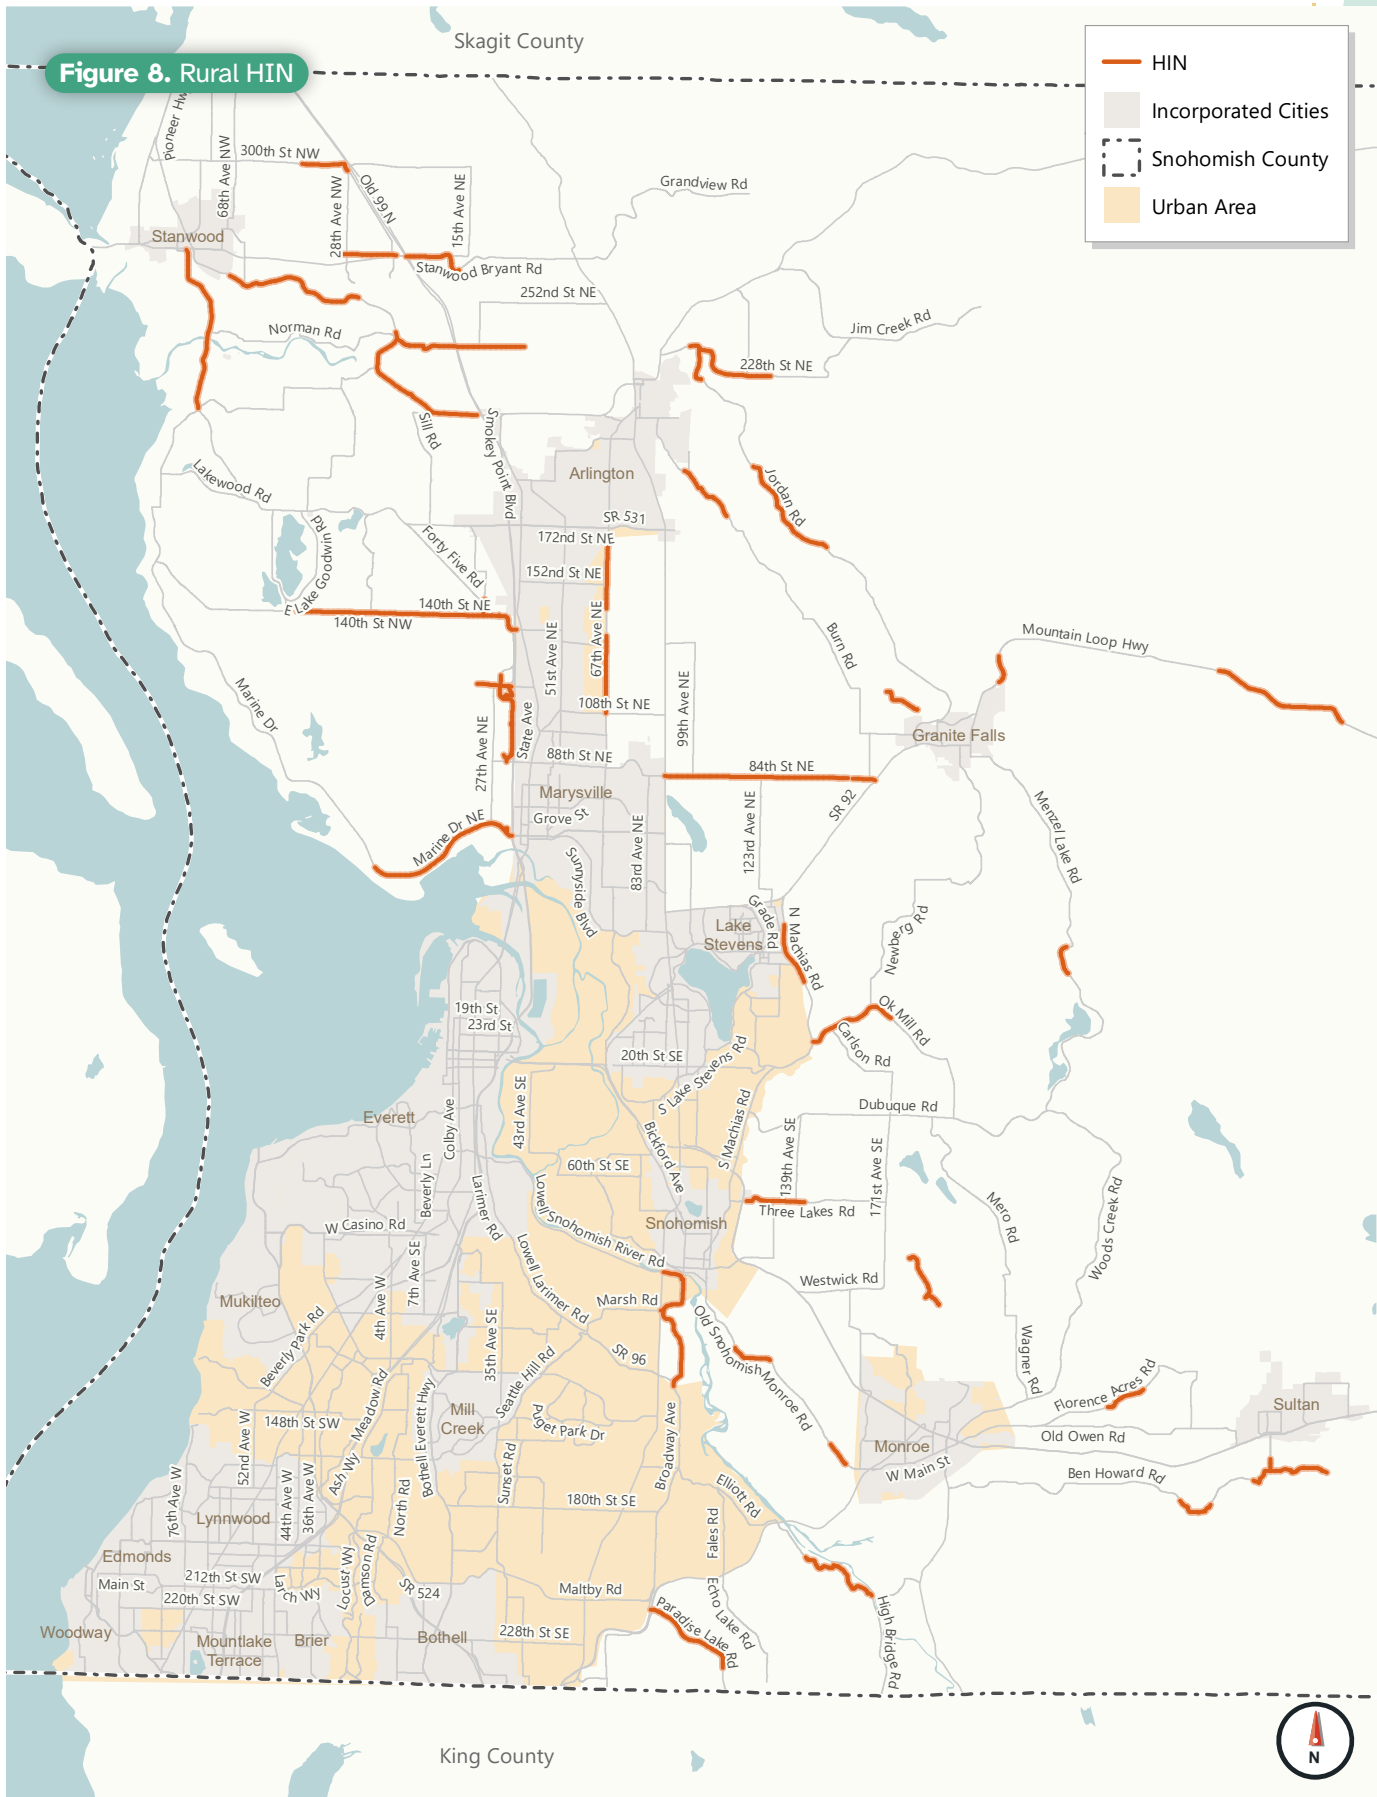 Skagit County
Figure 8. Rural HIN
HIN
Incorporated Cities
Snohomish County
Urban Area
Pioneer Hw
68th Ave NW
300th St NW
28th Ave NW
Old 99 N
15th Ave NE
Grandview Rd
Stanwood
Stanwood Bryant Rd
252nd St NE
Norman Rd
Jim Creek Rd
228th St NE
Sill Rd
Smokey Point Blvd
Arlington
Lakewood Rd
Jordan Rd
SR 531
172nd St NE
E Lake Goodwin Rd
Forty Five Rd
152nd St NE
140th St NE
140th St NW
51st Ave NE
67th Ave NE
Burn Rd
Mountain Loop Hwy
Marine Dr
99th Ave NE
108th St NE
27th Ave NE
State Ave
Granite Falls
88th St NE
84th St NE
Marysville
Grove St
SR 92
Menzel Lake Rd
Marine Dr NE
83rd Ave NE
123rd Ave NE
Sunnyside Blvd
Grade Rd
N Machias Rd
Lake
Stevens
Newberg Rd
19th St
23rd St
Ok Mill Rd
Carlson Rd
20th St SE
S Lake Stevens Rd
Everett
Colby Ave
43rd Ave SE
Bickford Ave
S Machias Rd
Dubuque Rd
139th Ave SE
171st Ave SE
Beverly Ln
60th St SE
Larimer Rd
Lowell Snohomish River Rd
Snohomish
Three Lakes Rd
Mero Rd
Woods Creek Rd
W Casino Rd
7th Ave SE
Lowell Larimer Rd
Westwick Rd
Mukilteo
4th Ave W
Marsh Rd
Beverly Park Rd
35th Ave SE
SR 96
Old Snohomish Monroe Rd
Wagner Rd
Seattle Hill Rd
Florence Acres Rd
Sultan
148th St SW
52nd Ave W
Ash Wy
Meadow Rd
Bothell Everett Hwy
Mill
Creek
Puget Park Dr
Broadway Ave
Old Owen Rd
Monroe
W Main St
Ben Howard Rd
76th Ave W
44th Ave W
36th Ave W
North Rd
Sunset Rd
180th St SE
Elliott Rd
Fales Rd
Lynnwood
Edmonds
Main St
212th St SW
220th St SW
Larch Wy
Locust Wy
Damson Rd
SR 524
Maltby Rd
Echo Lake Rd
Paradise Lake Rd
High Bridge Rd
Woodway
Mountlake
Terrace
Brier
Bothell
228th St SE
King County
N